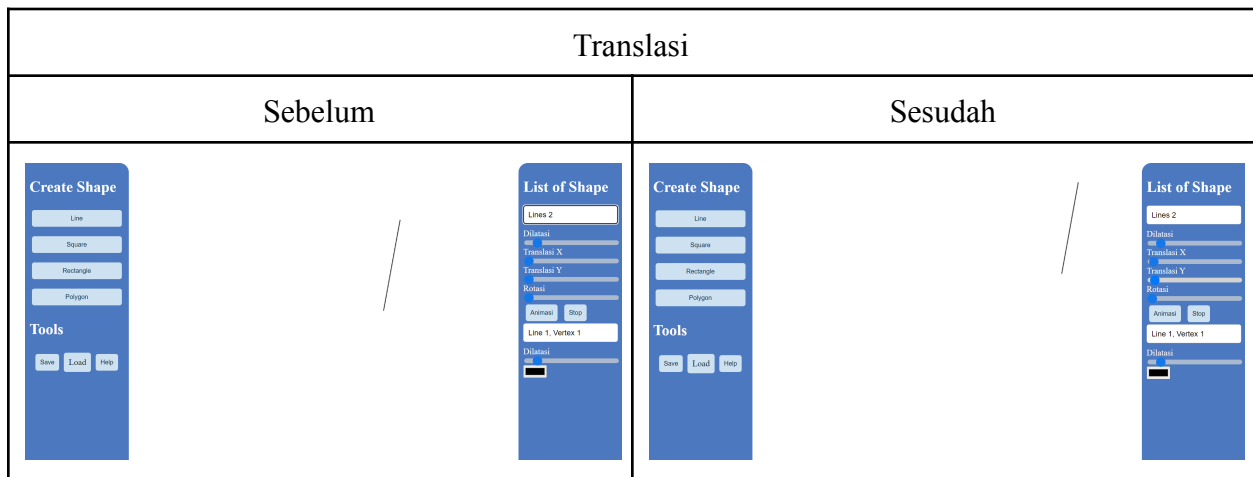 Translasi
Sebelum
Sesudah
Create Shape
Line
Square
Rectangle
Polygon
Tools
Save Load Help
List of Shape
Lines 2
Dilatasi
Translasi X
Translasi Y
Rotasi
Animasi Stop
Line 1, Vertex 1
Dilatasi
Create Shape
Line
Square
Rectangle
Polygon
Tools
Save Load Help
List of Shape
Lines 2
Dilatasi
Translasi X
Translasi Y
Rotasi
Animasi Stop
Line 1, Vertex 1
Dilatasi